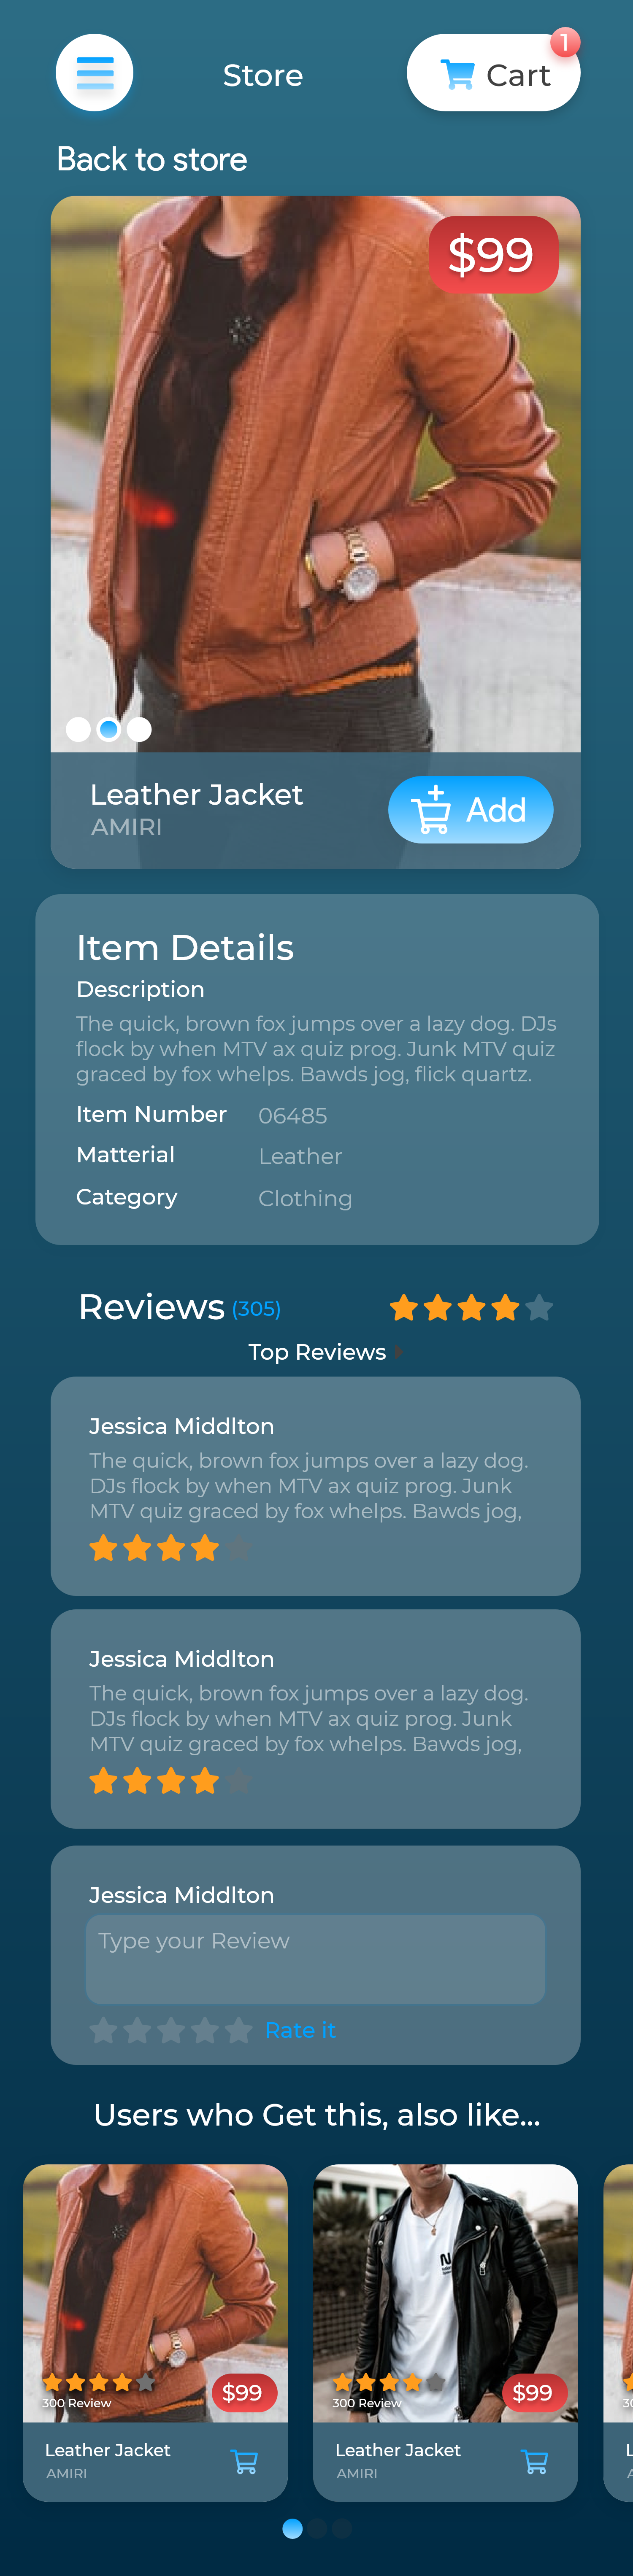 Store
1
Cart
Back to store
$99
Leather Jacket
AMIRI
Add
Item Details
Description
The quick, brown fox jumps over a lazy dog. DJs
flock by when MTV ax quiz prog. Junk MTV quiz
graced by fox whelps. Bawds jog, flick quartz.
Item Number 06485
Matterial Leather
Category Clothing
Reviews (305)
Top Reviews
Jessica Middlton
The quick, brown fox jumps over a lazy dog.
DJs flock by when MTV ax quiz prog. Junk
MTV quiz graced by fox whelps. Bawds jog,
Jessica Middlton
The quick, brown fox jumps over a lazy dog.
DJs flock by when MTV ax quiz prog. Junk
MTV quiz graced by fox whelps. Bawds jog,
Jessica Middlton
Type your Review
Rate it
Users who Get this, also like...
300 Review
$99
Leather Jacket
AMIRI
N
300 Review
$99
Leather Jacket
AMIRI